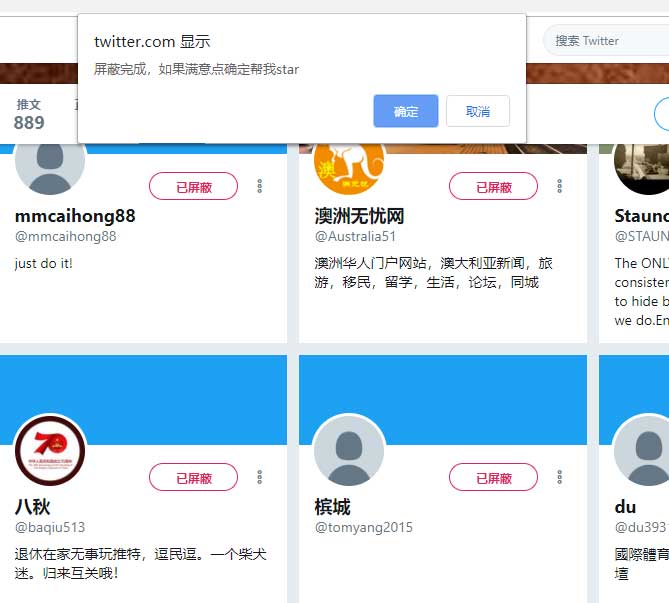 twitter.com 显示
屏蔽完成，如果满意点确定帮我star
确定
取消
搜索 Twitter
推文
889
已屏蔽
mmcaihong88
@mmcaihong88
just do it!
澳
已屏蔽
澳洲无忧网
@Australia51
澳洲华人门户网站，澳大利亚新闻，旅
游，移民，留学，生活，论坛，同城
@STAUN
The ONL
consister
to hide b
we do.En
70
已屏蔽
八秋
@baqiu513
退休在家无事玩推特，逗民逗。一个柴犬
迷。归来互关哦！
已屏蔽
槟城
@tomyang2015
du
@du393
國際體育
壇